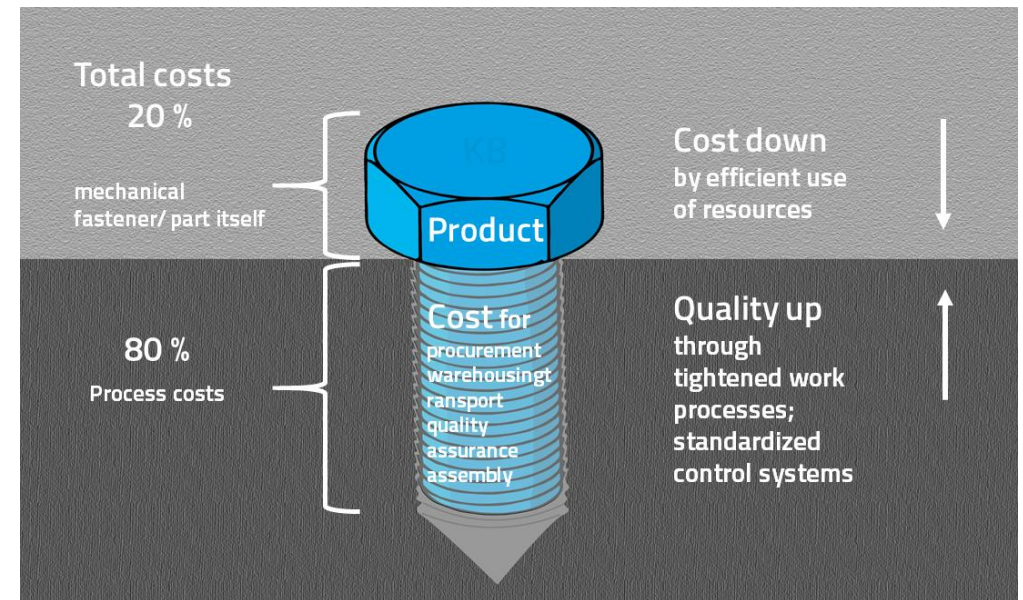 Total costs
20 %
mechanical
fastener/ part itself
KB
Product
Cost down
by efficient use
of resources
80 %
Process costs
Cost for
procurement
warehousingt
ransport
quality
assurance
assembly
Quality up
through
tightened work
processes;
standardized
control systems